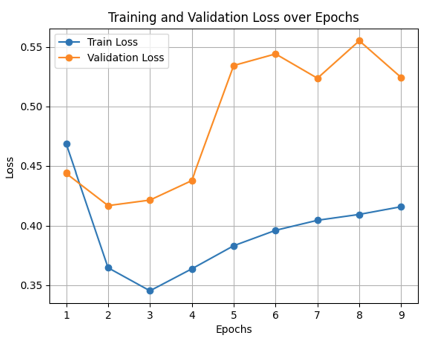 Training and Validation Loss over Epochs
Train Loss
Validation Loss
0.55
0.50
0.45
0.40
0.35
Loss
1 2 3 4 5 6 7 8 9
Epochs